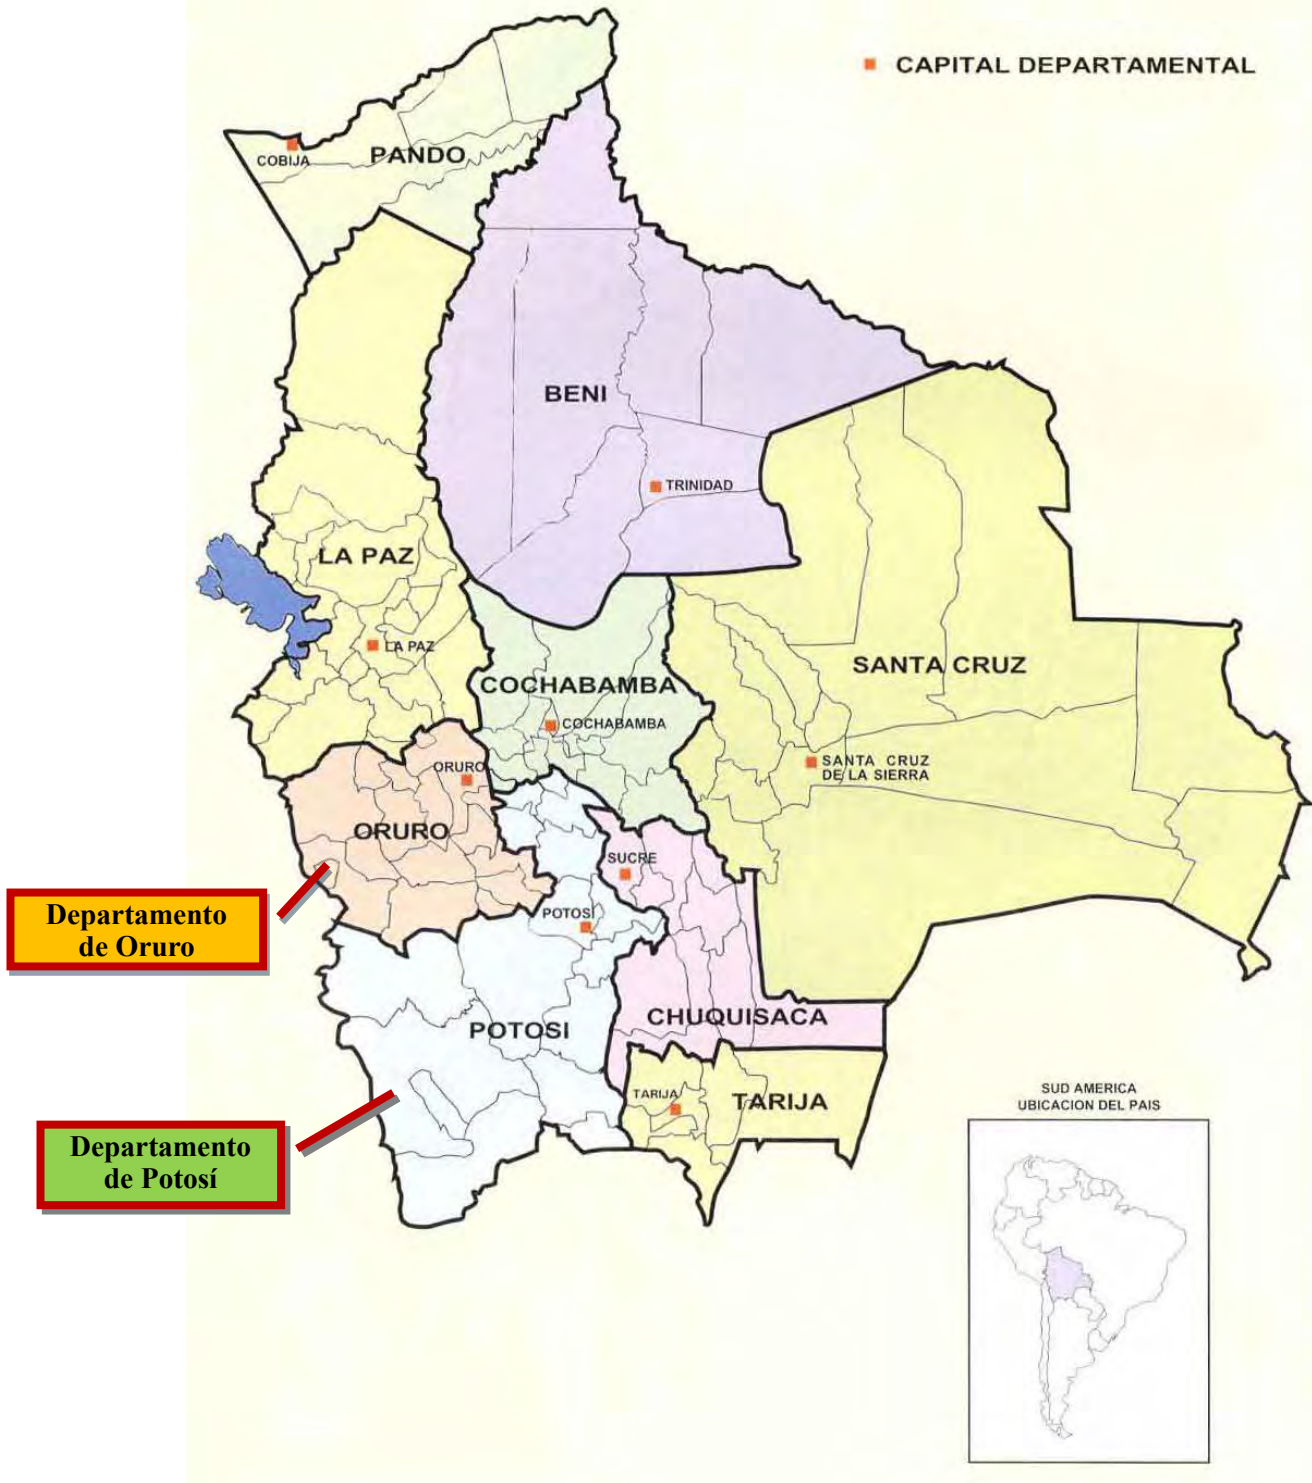 CAPITAL DEPARTAMENTAL
COBIJA
PANDO
BENI
TRINIDAD
LA PAZ
LA PAZ
SANTA CRUZ
COCHABAMBA
COCHABAMBA
SANTA CRUZ
DE LA SIERRA
ORURO
ORURO
SUCRE
Departamento
de Oruro
POTOSÍ
CHUQUISACA
POTOSI
TARIJA
TARIJA
Departamento
de Potosí
SUD AMERICA
UBICACION DEL PAIS